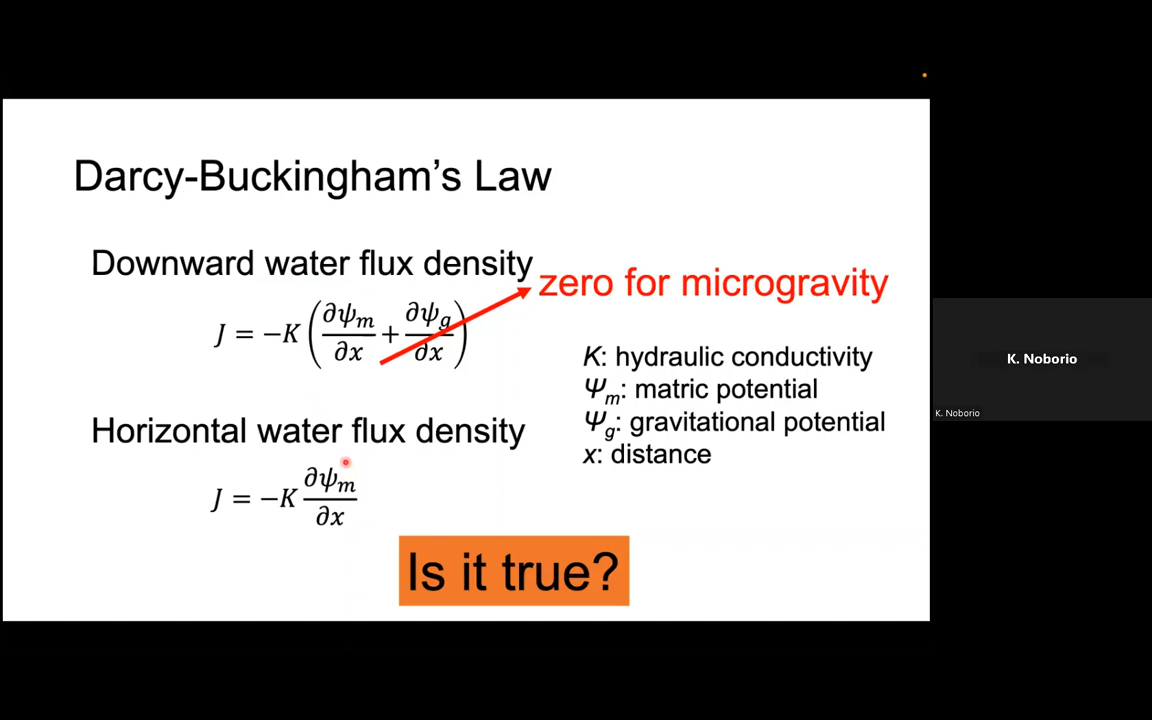 Darcy-Buckingham's Law
Downward water flux density
zero for microgravity
J = −K (∂ψm/∂x + ∂ψg/∂x)
K: hydraulic conductivity
Ψm: matric potential
Ψg: gravitational potential
x: distance
Horizontal water flux density
J = −K ∂ψm/∂x
Is it true?
K. Noborio
K. Noborio